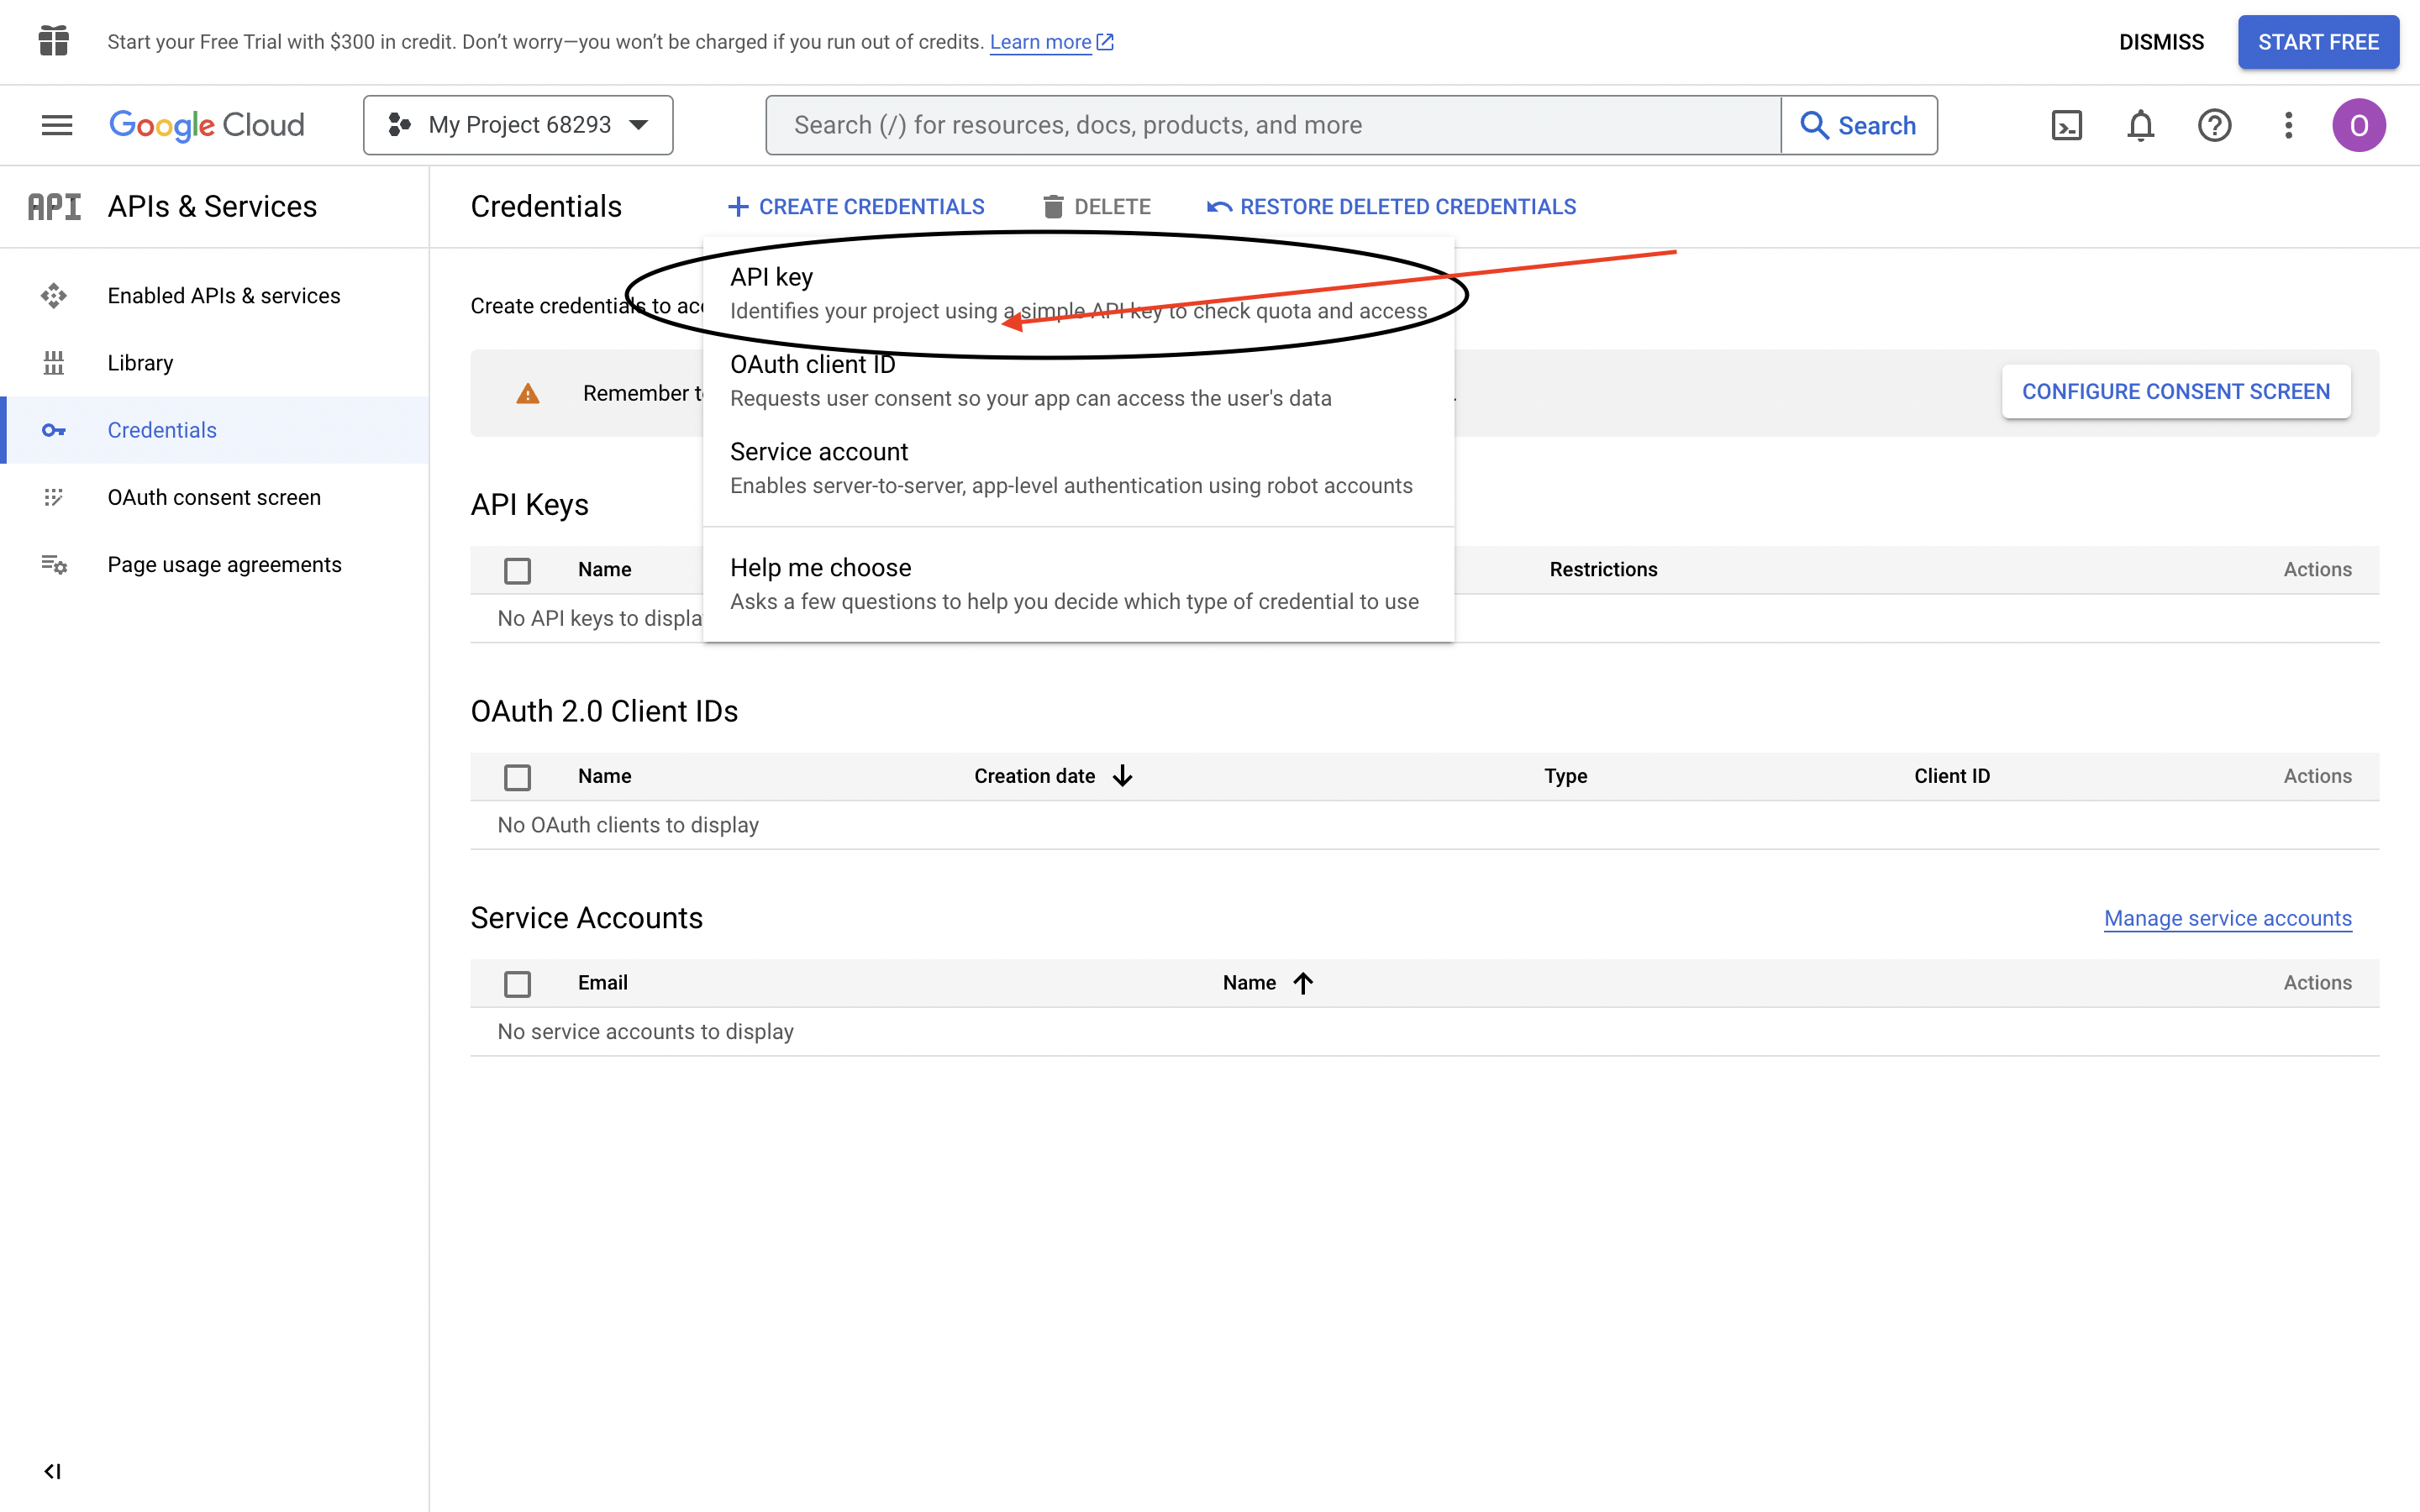 Start your Free Trial with $300 in credit. Don’t worry—you won’t be charged if you run out of credits. Learn more
DISMISS
START FREE
Google Cloud
My Project 68293
Search (/) for resources, docs, products, and more
Search
O
API
APIs & Services
Credentials
CREATE CREDENTIALS
DELETE
RESTORE DELETED CREDENTIALS
Enabled APIs & services
Library
Credentials
OAuth consent screen
Page usage agreements
Create credentials to acc
API key
Identifies your project using a simple API key to check quota and access
OAuth client ID
Requests user consent so your app can access the user's data
Service account
Enables server-to-server, app-level authentication using robot accounts
Help me choose
Asks a few questions to help you decide which type of credential to use
Remember
CONFIGURE CONSENT SCREEN
API Keys
Name
Restrictions
Actions
No API keys to displa
OAuth 2.0 Client IDs
Name
Creation date
Type
Client ID
Actions
No OAuth clients to display
Service Accounts
Manage service accounts
Email
Name
Actions
No service accounts to display